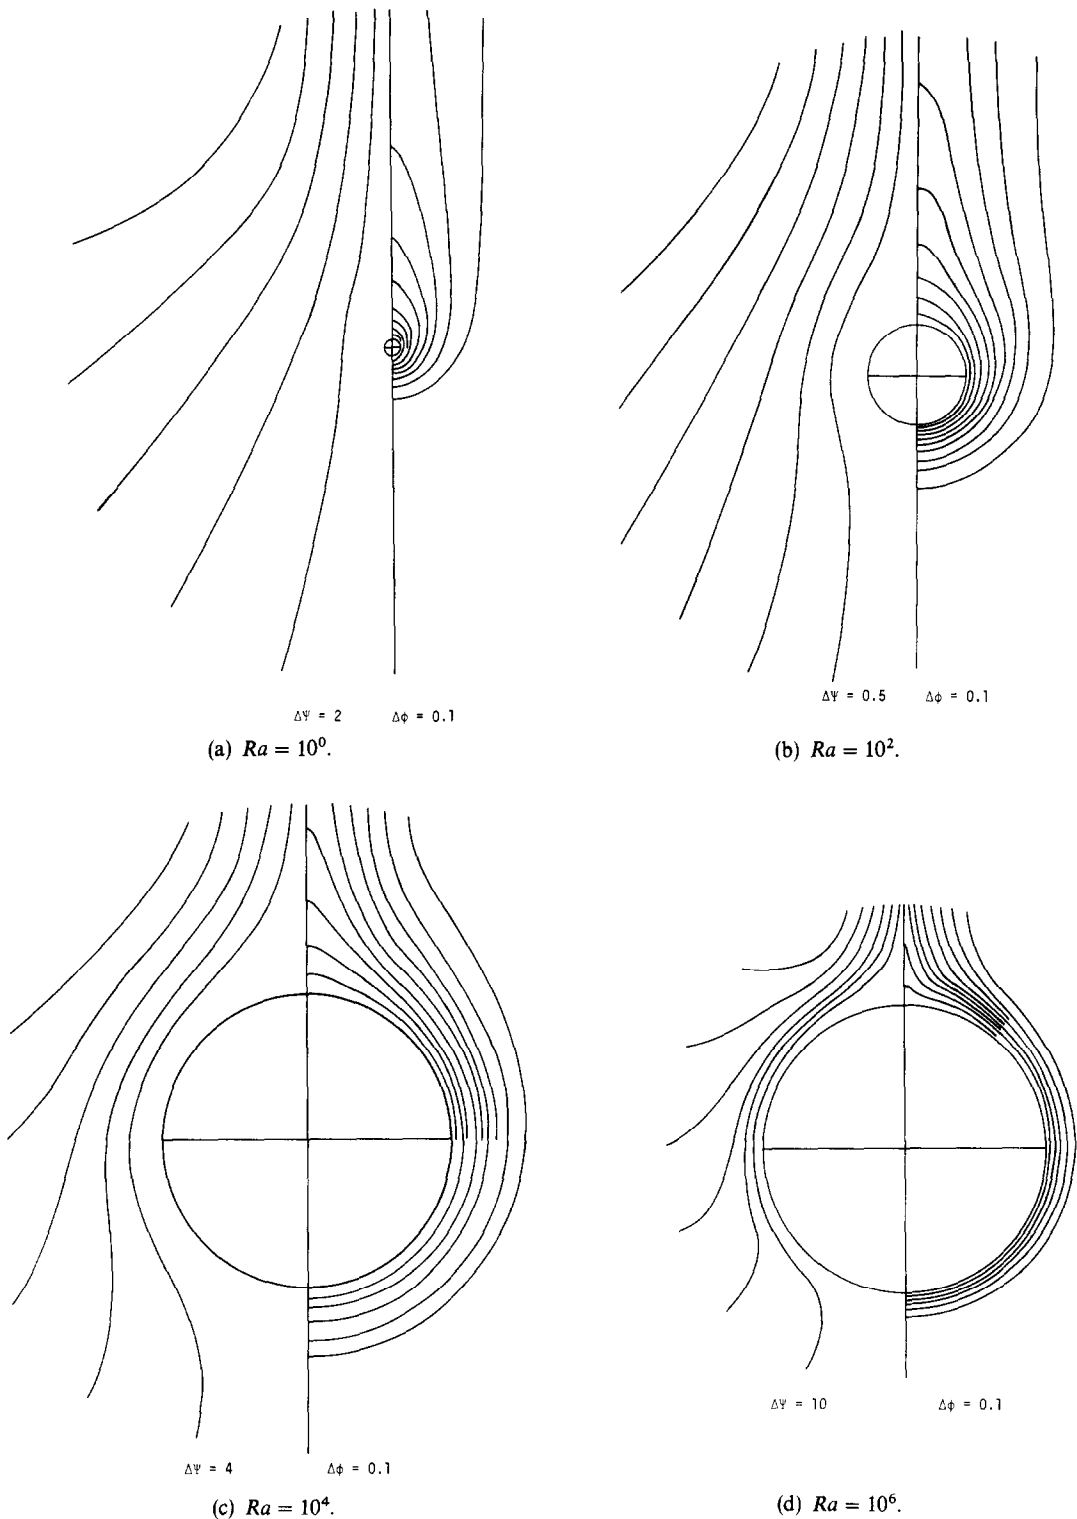 ΔΨ = 2 Δφ = 0.1
(a) Ra = 10⁰.
ΔΨ = 0.5 Δφ = 0.1
(b) Ra = 10².
ΔΨ = 4 Δφ = 0.1
(c) Ra = 10⁴.
ΔΨ = 10 Δφ = 0.1
(d) Ra = 10⁶.